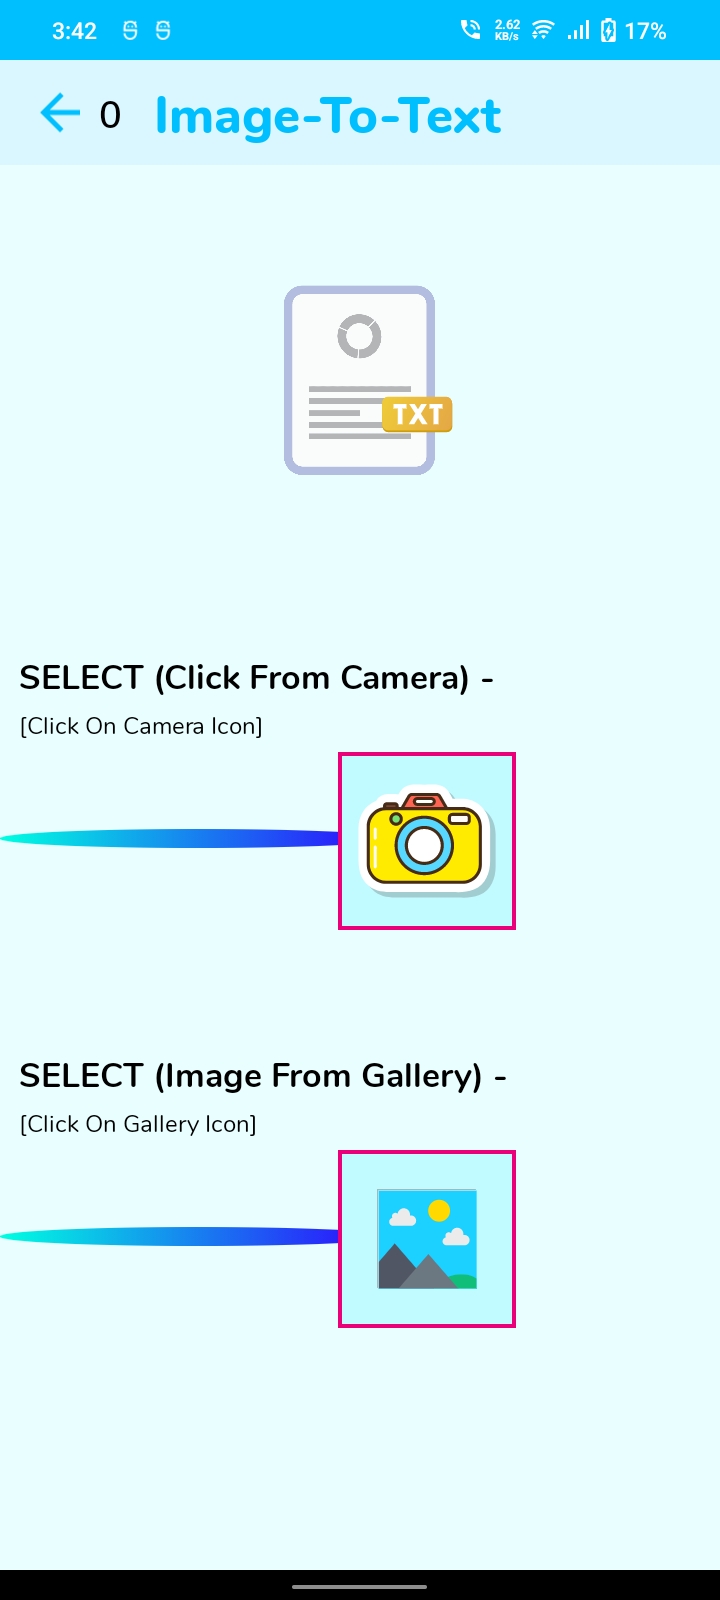 3:42
2.62
KB/s
17%
0 Image-To-Text
TXT
SELECT (Click From Camera) -
[Click On Camera Icon]
SELECT (Image From Gallery) -
[Click On Gallery Icon]